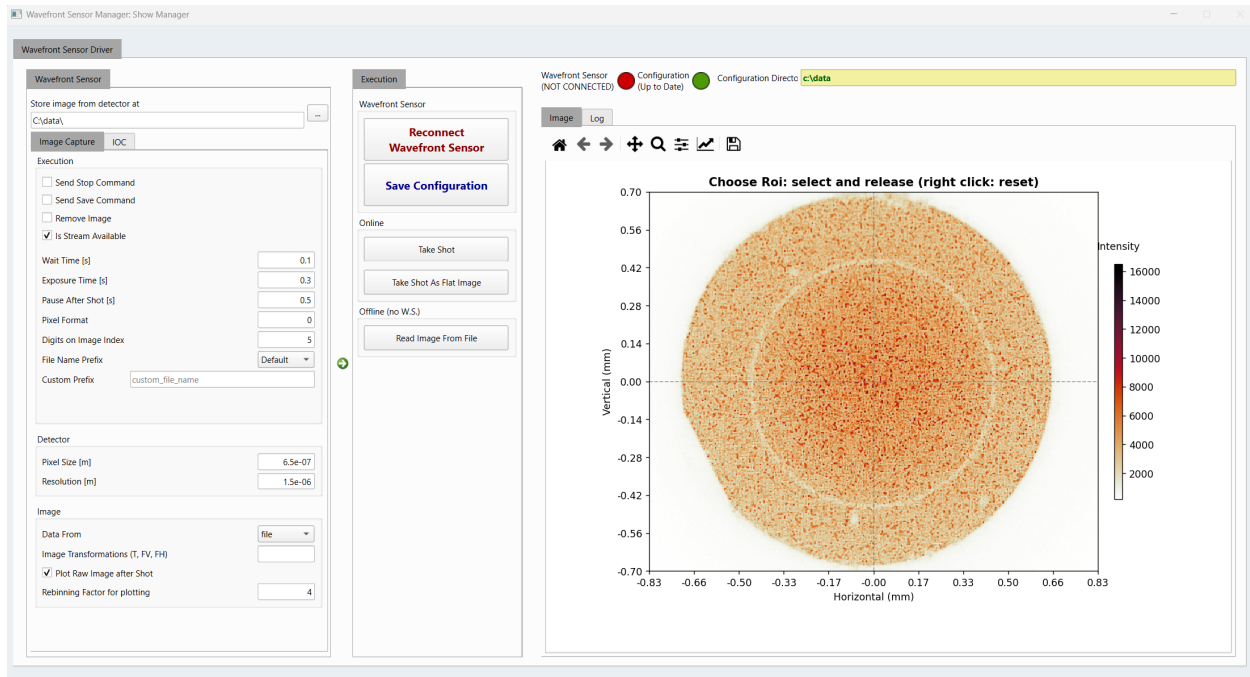 Wavefront Sensor Manager: Show Manager
Wavefront Sensor Driver
Wavefront Sensor
Store image from detector at
C:\data\
...
Image Capture IOC
Execution
Send Stop Command
Send Save Command
Remove Image
Is Stream Available
Wait Time [s] 0.1
Exposure Time [s] 0.3
Pause After Shot [s] 0.5
Pixel Format 0
Digits on Image Index 5
File Name Prefix Default
Custom Prefix custom_file_name
Detector
Pixel Size [m] 6.5e-07
Resolution [m] 1.5e-06
Image
Data From file
Image Transformations (T, FV, FH)
Plot Raw Image after Shot
Rebinning Factor for plotting 4
Execution
Wavefront Sensor
Reconnect
Wavefront Sensor
Save Configuration
Online
Take Shot
Take Shot As Flat Image
Offline (no W.S.)
Read Image From File
Wavefront Sensor
(NOT CONNECTED)
Configuration
(Up to Date)
Configuration Directo c:\data
Image Log
Choose Roi: select and release (right click: reset)
0.70
0.56
0.42
0.28
0.14
0.00
-0.14
-0.28
-0.42
-0.56
-0.70
Vertical (mm)
-0.83 -0.66 -0.50 -0.33 -0.17 -0.00 0.17 0.33 0.50 0.66 0.83
Horizontal (mm)
Intensity
16000
14000
12000
10000
8000
6000
4000
2000